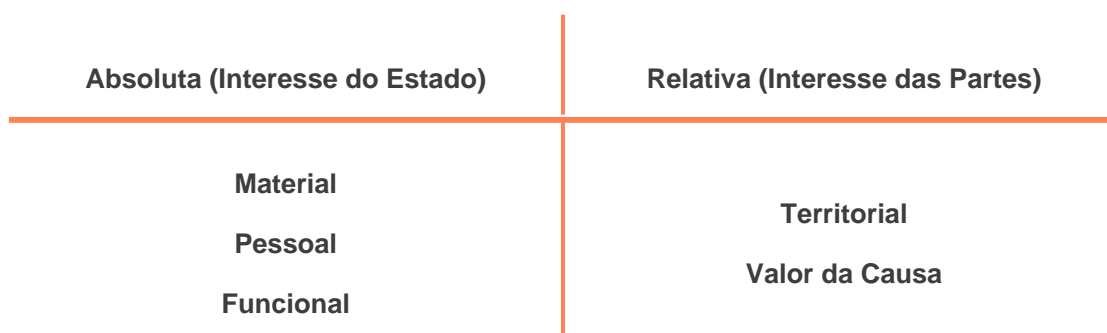 Absoluta (Interesse do Estado)
Relativa (Interesse das Partes)
Material
Pessoal
Funcional
Territorial
Valor da Causa